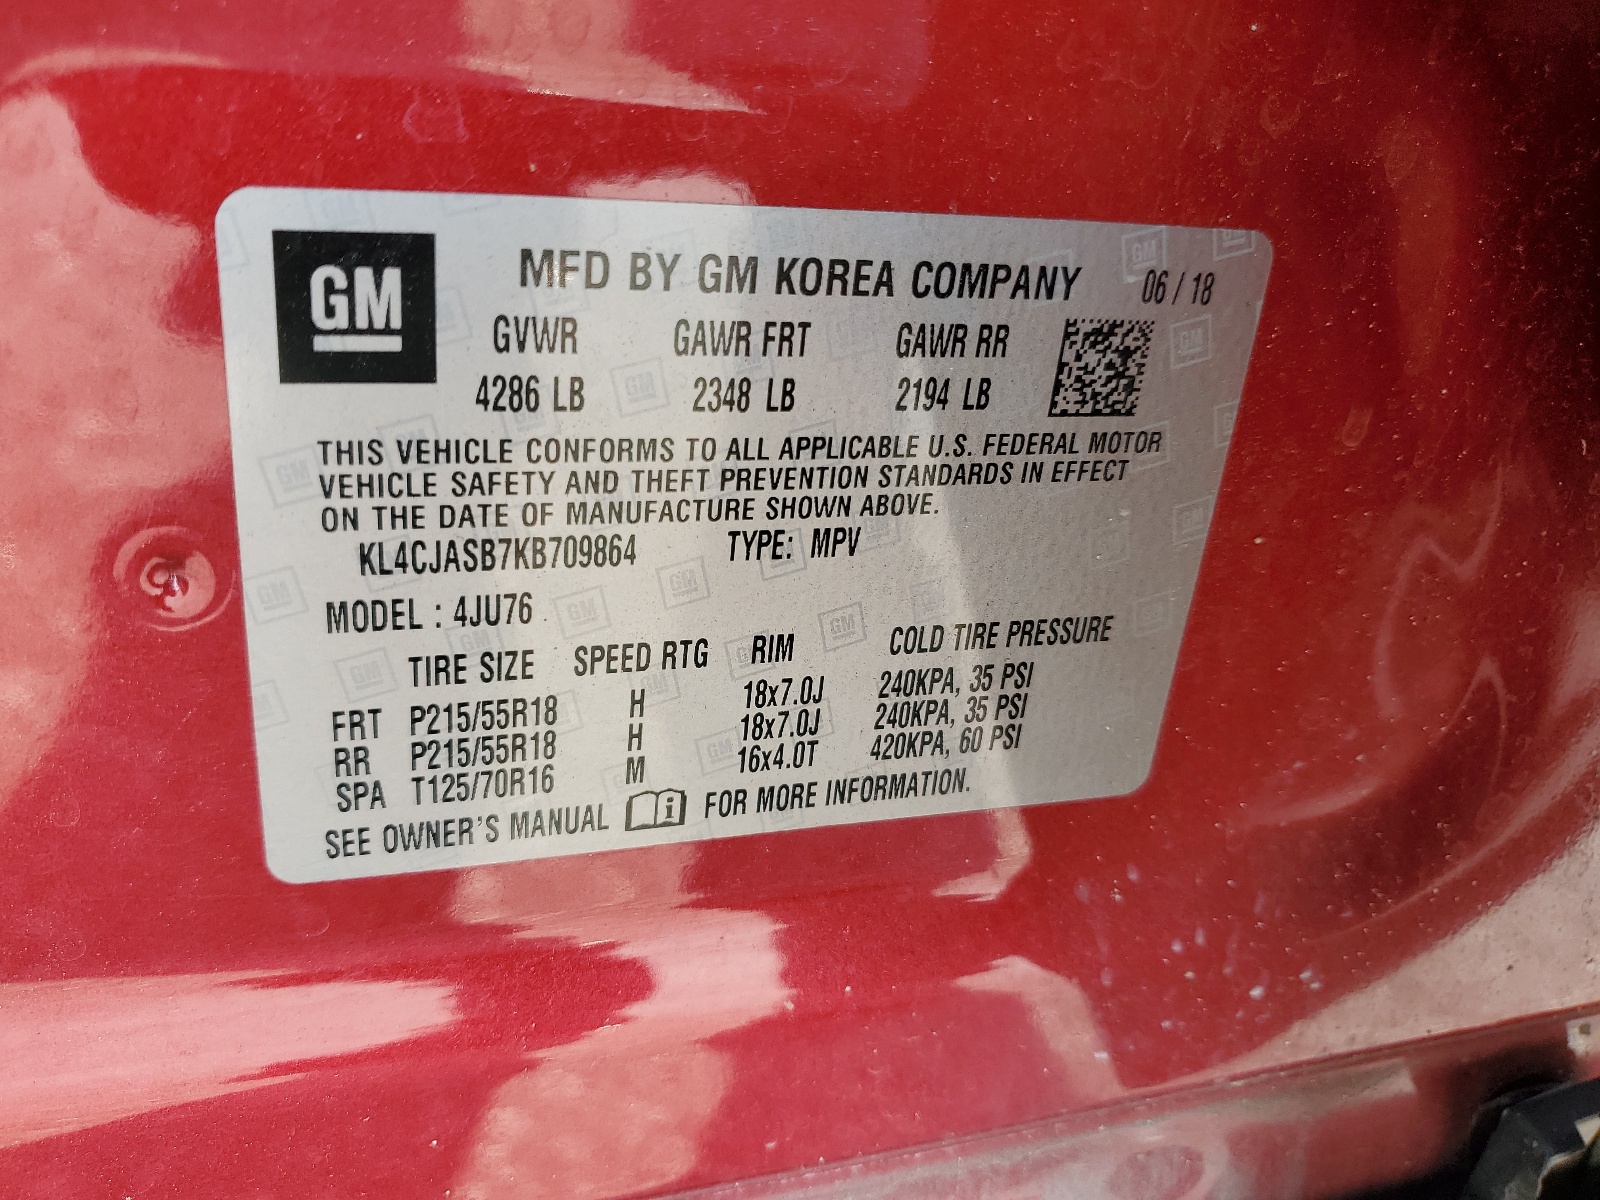 GM
MFD BY GM KOREA COMPANY 06 / 18
GVWR GAWR FRT GAWR RR
4286 LB 2348 LB 2194 LB
THIS VEHICLE CONFORMS TO ALL APPLICABLE U.S. FEDERAL MOTOR
VEHICLE SAFETY AND THEFT PREVENTION STANDARDS IN EFFECT
ON THE DATE OF MANUFACTURE SHOWN ABOVE.
KL4CJASB7KB709864 TYPE: MPV
MODEL : 4JU76
TIRE SIZE SPEED RTG RIM COLD TIRE PRESSURE
FRT P215/55R18 H 18x7.0J 240KPA, 35 PSI
RR P215/55R18 H 18x7.0J 240KPA, 35 PSI
SPA T125/70R16 M 16x4.0T 420KPA, 60 PSI
SEE OWNER'S MANUAL i FOR MORE INFORMATION.